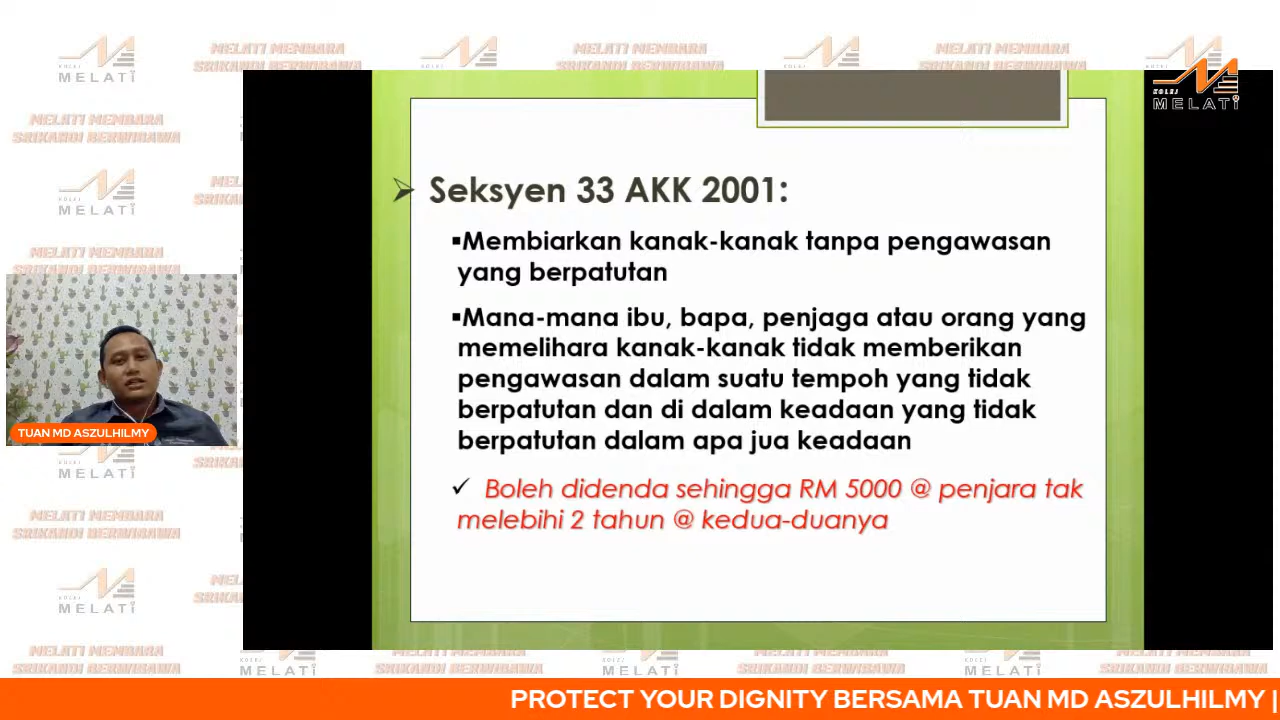 MELATI MEMBARA
SRIKANDI BERWIBAWA
KOLEJ
MELATI
Seksyen 33 AKK 2001:
Membiarkan kanak-kanak tanpa pengawasan
yang berpatutan
Mana-mana ibu, bapa, penjaga atau orang yang
memelihara kanak-kanak tidak memberikan
pengawasan dalam suatu tempoh yang tidak
berpatutan dan di dalam keadaan yang tidak
berpatutan dalam apa jua keadaan
Boleh didenda sehingga RM 5000 @ penjara tak
melebihi 2 tahun @ kedua-duanya
TUAN MD ASZULHILMY
PROTECT YOUR DIGNITY BERSAMA TUAN MD ASZULHILMY |